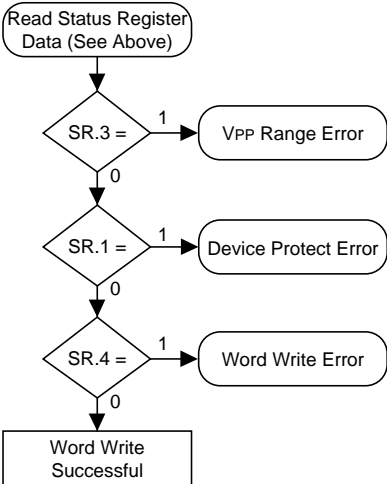 Read Status Register
Data (See Above)
SR.3 =
1
VPP Range Error
0
SR.1 =
1
Device Protect Error
0
SR.4 =
1
Word Write Error
0
Word Write
Successful